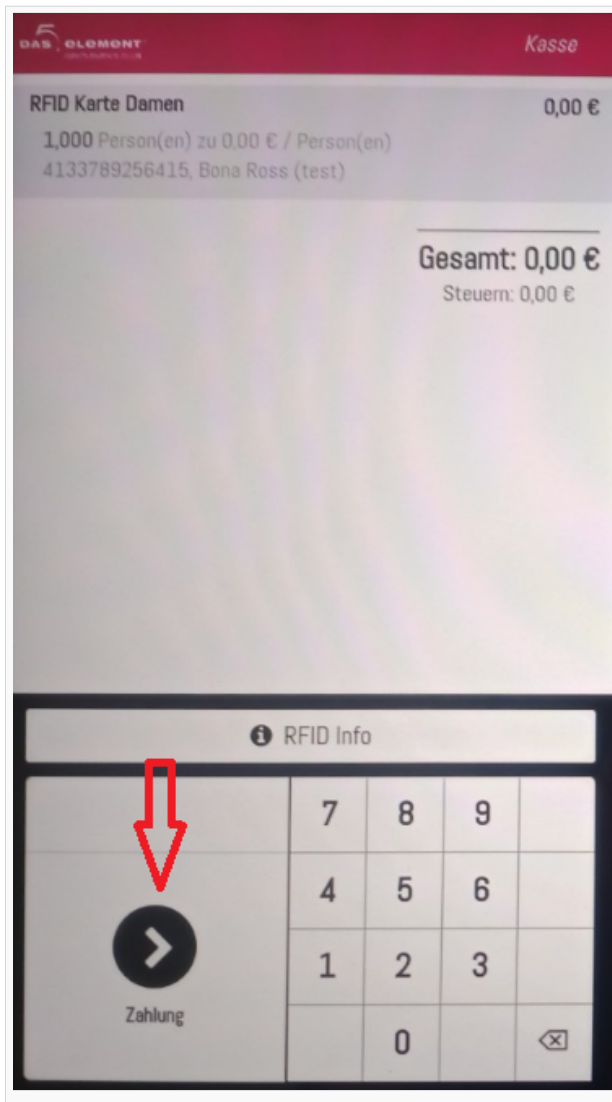 DAS 5. ELEMENT
Kasse
RFID Karte Damen 0,00 €
1,000 Person(en) zu 0,00 € / Person(en)
4133789256415, Bona Ross (test)
Gesamt: 0,00 €
Steuern: 0,00 €
RFID Info
7 8 9
4 5 6
1 2 3
Zahlung
0